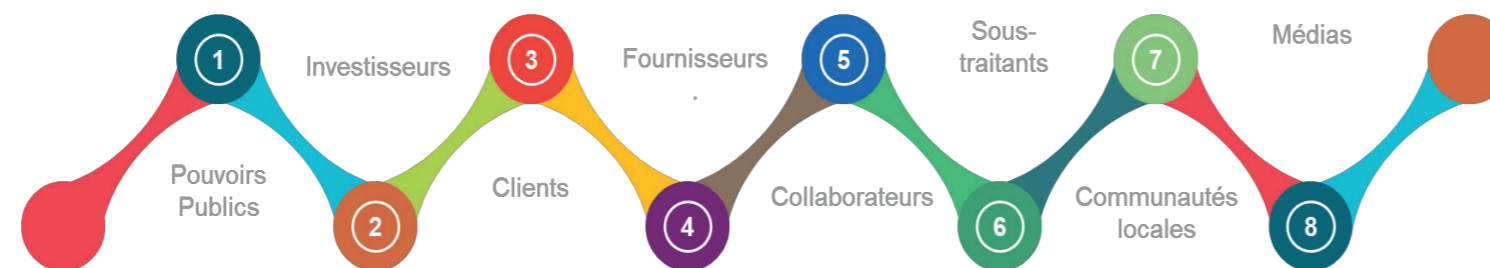 1
Pouvoirs
Publics
Investisseurs
2
3
Clients
Fournisseurs
.
4
5
Collaborateurs
Sous-
traitants
6
7
Communautés
locales
Médias
8